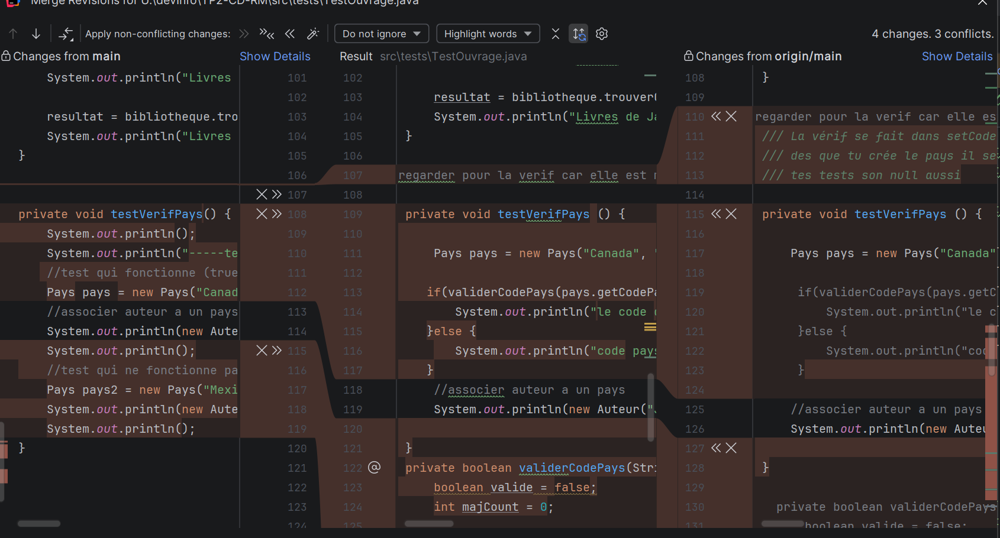 Merge Revisions for U:\devinfo\TP2-CD-RM\src\tests\TestOuvrage.java
Apply non-conflicting changes:
Do not ignore
Highlight words
4 changes. 3 conflicts.
Changes from main
Show Details
Result src\tests\TestOuvrage.java
Changes from origin/main
Show Details
System.out.println("Livres 101
102
resultat = bibliotheque.tro 103
System.out.println("Livres 104
} 105
106
107
private void testVerifPays() { 108
System.out.println(); 109
System.out.println("-----te 110
//test qui fonctionne (true 111
Pays pays = new Pays("Canad 112
//associer auteur a un pays 113
System.out.println(new Aute 114
System.out.println(); 115
//test qui ne fonctionne pa 116
Pays pays2 = new Pays("Mexi 117
System.out.println(new Aute 118
System.out.println(); 119
} 120
121
122
123
124
102
103 resultat = bibliotheque.trouver
104 System.out.println("Livres de Ja
105 }
106
107 regarder pour la verif car elle est
108
109 private void testVerifPays () {
110
111 Pays pays = new Pays("Canada",
112
113 if(validerCodePays(pays.getCodePa
114 System.out.println("le code
115 }else {
116 System.out.println("code pays
117 }
118 //associer auteur a un pays
119 System.out.println(new Auteur("
120
121 }
122 @ private boolean validerCodePays(Stri
123 boolean valide = false;
124 int majCount = 0;
125
108 }
109
110 regarder pour la verif car elle es
111 /// La vérif se fait dans setCode
112 /// des que tu crée le pays il se
113 /// tes tests son null aussi
114
115 private void testVerifPays () {
116
117 Pays pays = new Pays("Canada"
118
119 if(validerCodePays(pays.getC
120 System.out.println("le c
121 }else {
122 System.out.println("cod
123 }
124
125 //associer auteur a un pays
126 System.out.println(new Auteu
127
128 }
129
130 private boolean validerCodePays
131 boolean valide = false;